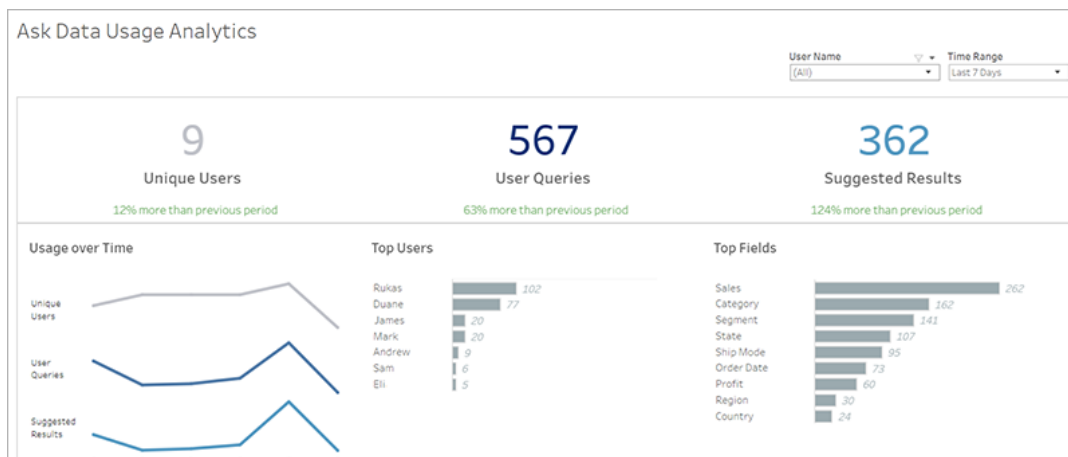 Ask Data Usage Analytics
User Name
Time Range
(All)
Last 7 Days
9
567
362
Unique Users
User Queries
Suggested Results
12% more than previous period
63% more than previous period
124% more than previous period
Usage over Time
Unique
Users
User
Queries
Suggested
Results
Top Users
Rukas 102
Duane 77
James 20
Mark 20
Andrew 9
Sam 6
Eli 5
Top Fields
Sales 262
Category 162
Segment 141
State 107
Ship Mode 95
Order Date 73
Profit 60
Region 30
Country 24